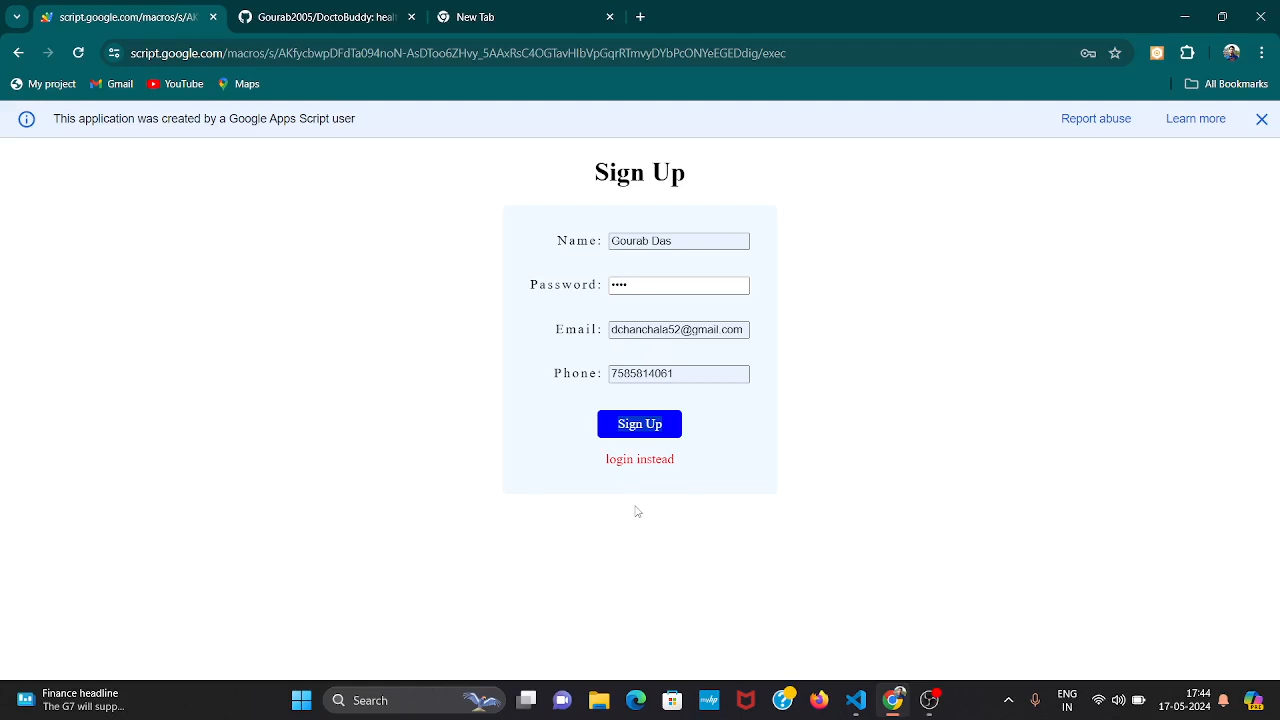 script.google.com/macros/s/AK
Gourab2005/DoctoBuddy: heal
New Tab
script.google.com/macros/s/AKfycbwpDFdTa094noN-AsDToo6ZHvy_5AAxRsC4OGTavHIbVpGqrRTmvyDYbPcONYeEGEDdig/exec
My project
Gmail
YouTube
Maps
All Bookmarks
This application was created by a Google Apps Script user
Report abuse
Learn more
Sign Up
Name: Gourab Das
Password: ••••
Email: dchanchala52@gmail.com
Phone: 7585814061
Sign Up
login instead
Finance headline
The G7 will supp...
Search
ENG
IN
17:44
17-05-2024